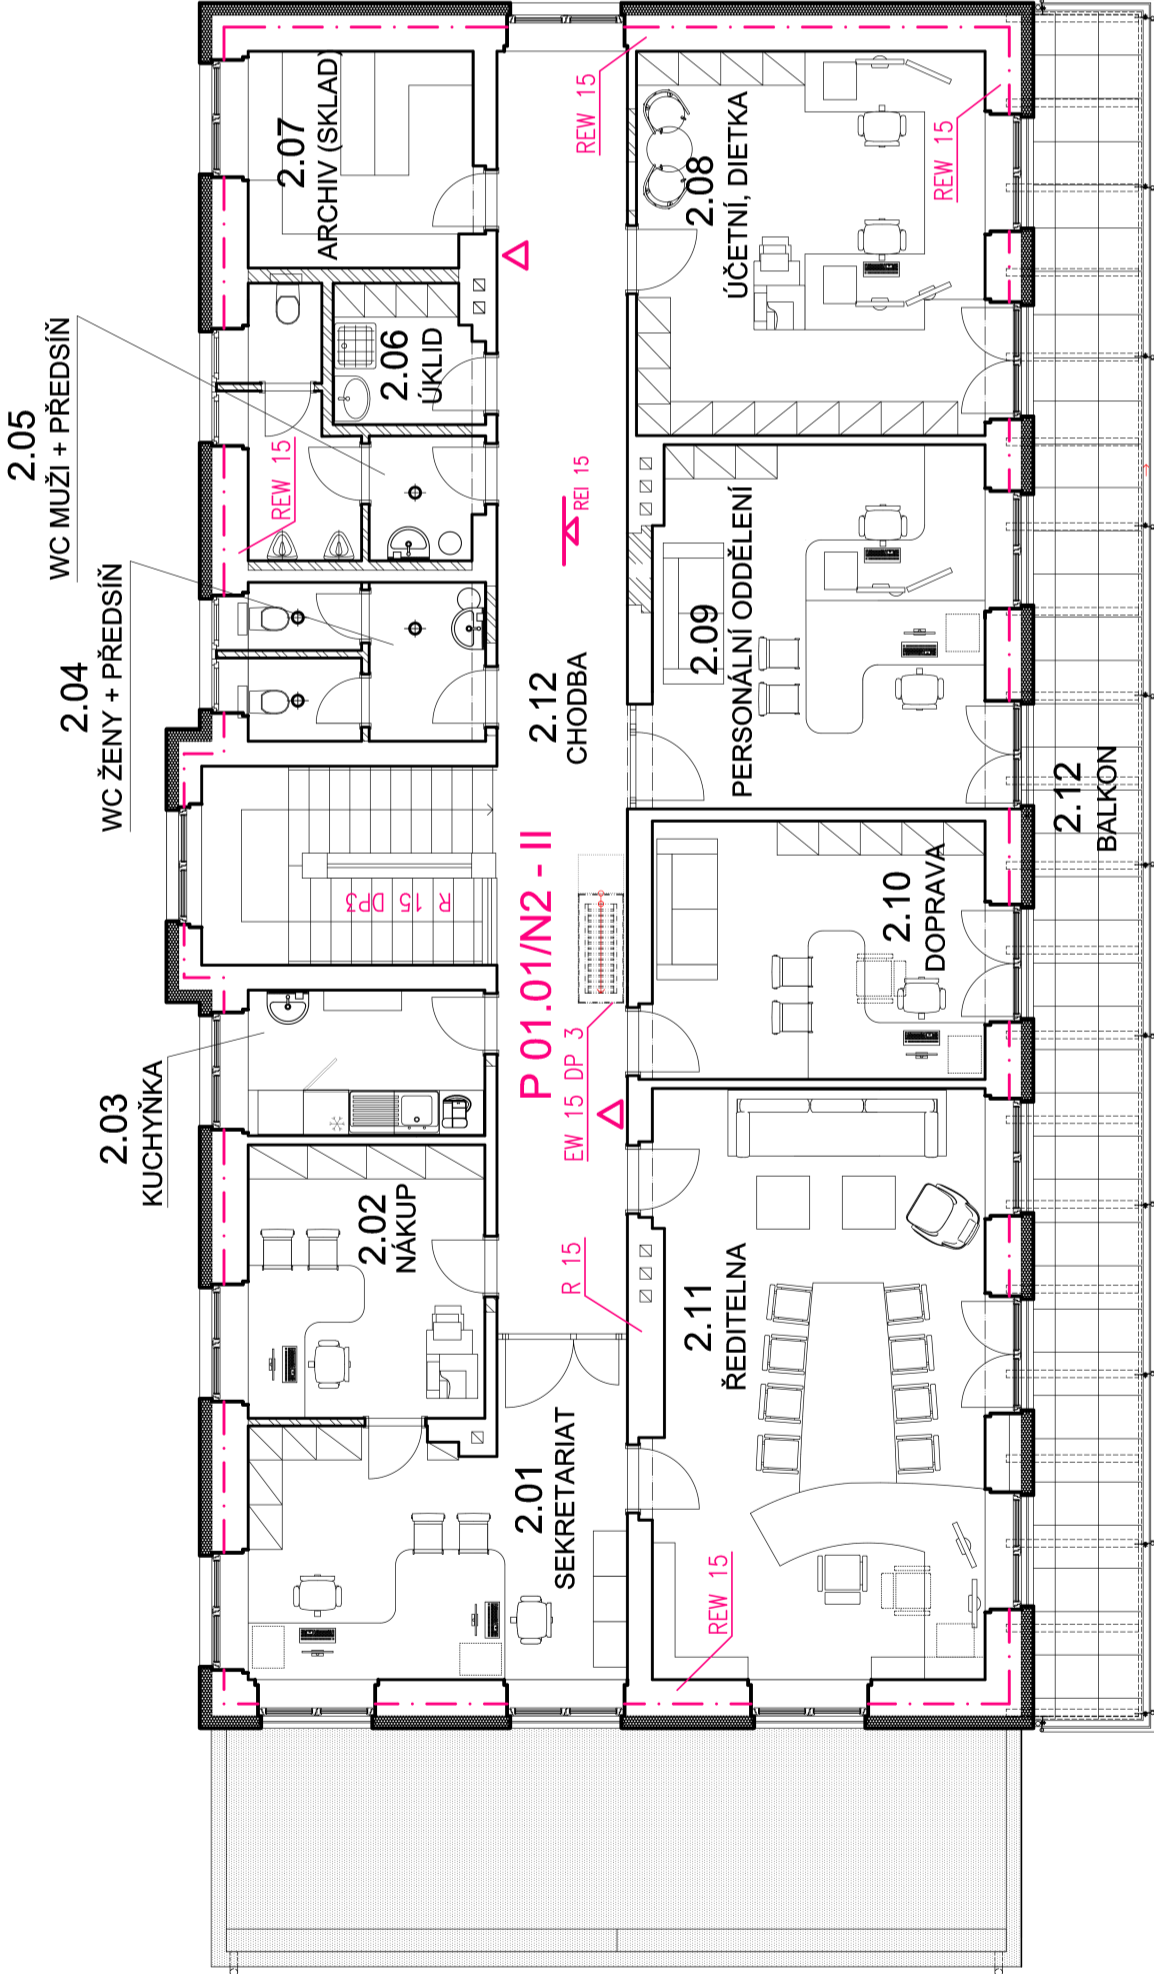 2.05
WC MUŽI + PŘEDSÍŇ
2.04
WC ŽENY + PŘEDSÍŇ
2.03
KUCHYŇKA
2.07
ARCHIV (SKLAD)
2.06
ÚKLID
REW 15
2.02
NÁKUP
R 15 DP3
2.01
SEKRETARIAT
2.12
CHODBA
P 01.01/N2 - II
EW 15 DP 3
R 15
REI 15
REW 15
2.08
ÚČETNÍ, DIETKA
REW 15
2.09
PERSONÁLNÍ ODDĚLENÍ
2.10
DOPRAVA
2.11
ŘEDITELNA
REW 15
2.12
BALKON